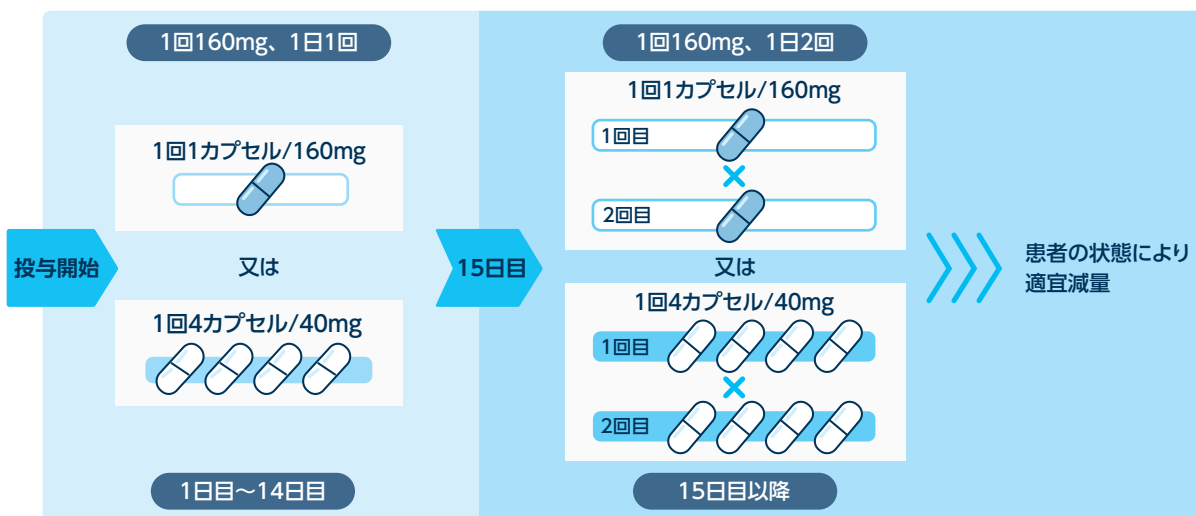 1回160mg、1日1回
1回1カプセル/160mg
投与開始
又は
1回4カプセル/40mg
1日目～14日目
15日目
1回160mg、1日2回
1回1カプセル/160mg
1回目
2回目
又は
1回4カプセル/40mg
1回目
2回目
15日目以降
患者の状態により
適宜減量